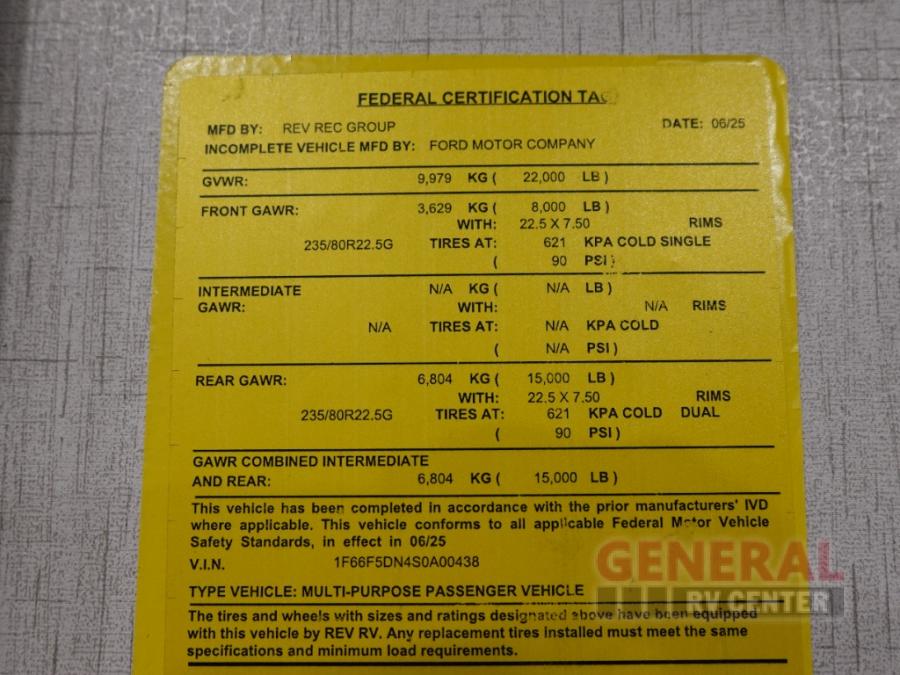 FEDERAL CERTIFICATION TAG
MFD BY: REV REC GROUP DATE: 06/25
INCOMPLETE VEHICLE MFD BY: FORD MOTOR COMPANY
GVWR: 9,979 KG ( 22,000 LB )
FRONT GAWR: 3,629 KG ( 8,000 LB )
WITH: 22.5 X 7.50 RIMS
235/80R22.5G TIRES AT: 621 KPA COLD SINGLE
( 90 PSI )
INTERMEDIATE N/A KG ( N/A LB )
GAWR: WITH: N/A RIMS
N/A TIRES AT: N/A KPA COLD
( N/A PSI )
REAR GAWR: 6,804 KG ( 15,000 LB )
WITH: 22.5 X 7.50 RIMS
235/80R22.5G TIRES AT: 621 KPA COLD DUAL
( 90 PSI )
GAWR COMBINED INTERMEDIATE
AND REAR: 6,804 KG ( 15,000 LB )
This vehicle has been completed in accordance with the prior manufacturers' IVD
where applicable. This vehicle conforms to all applicable Federal Motor Vehicle
Safety Standards, in effect in 06/25
V.I.N. 1F66F5DN4S0A00438
TYPE VEHICLE: MULTI-PURPOSE PASSENGER VEHICLE
The tires and wheels with sizes and ratings designated above have been equipped
with this vehicle by REV RV. Any replacement tires installed must meet the same
specifications and minimum load requirements.
GENERAL
RV CENTER